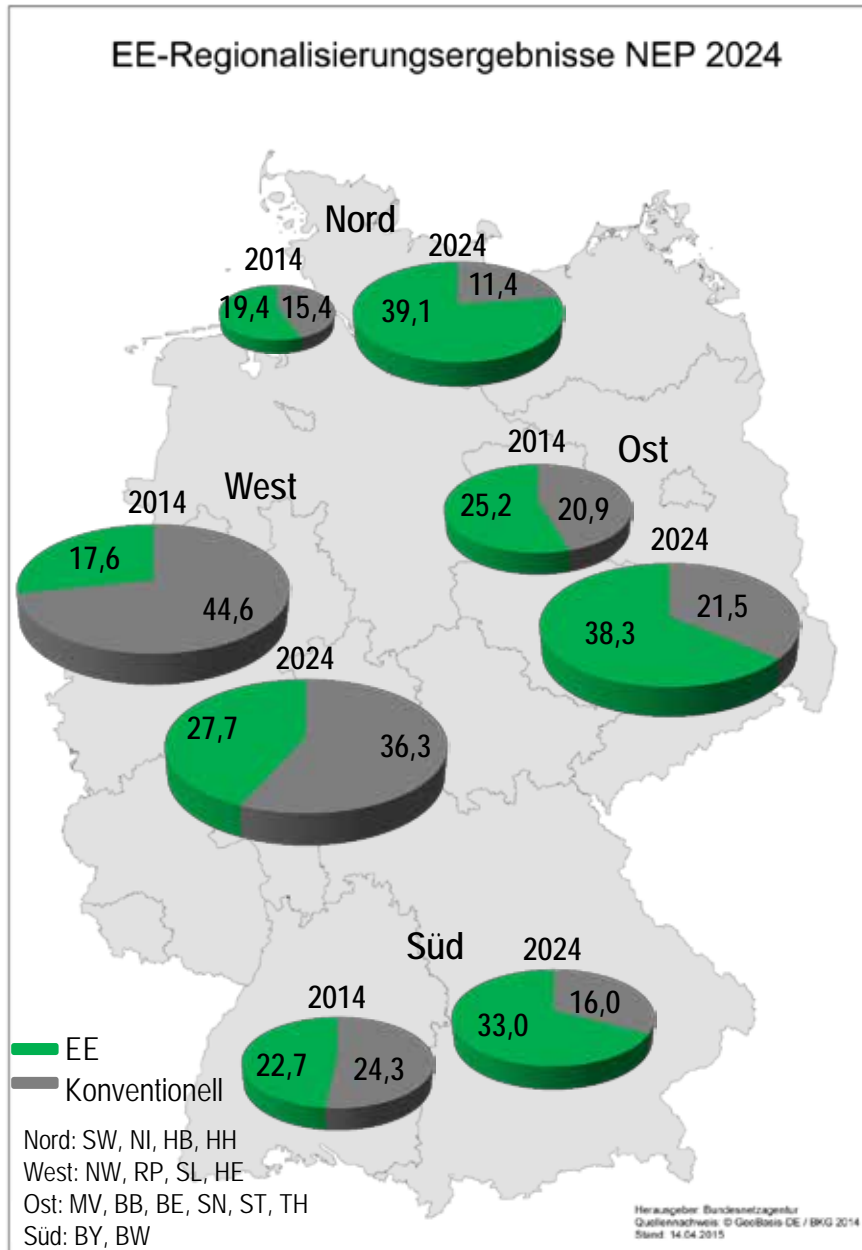 EE-Regionalisierungsergebnisse NEP 2024
Nord
2014
2024
19,4
15,4
39,1
11,4
Ost
2014
25,2
20,9
2024
38,3
21,5
West
2014
17,6
44,6
2024
27,7
36,3
Süd
2014
22,7
24,3
2024
33,0
16,0
EE
Konventionell
Nord: SW, NI, HB, HH
West: NW, RP, SL, HE
Ost: MV, BB, BE, SN, ST, TH
Süd: BY, BW
Herausgeber: Bundesnetzagentur
Quellennachweis: © GeoBasis-DE / BKG 2014
Stand: 14.04.2015